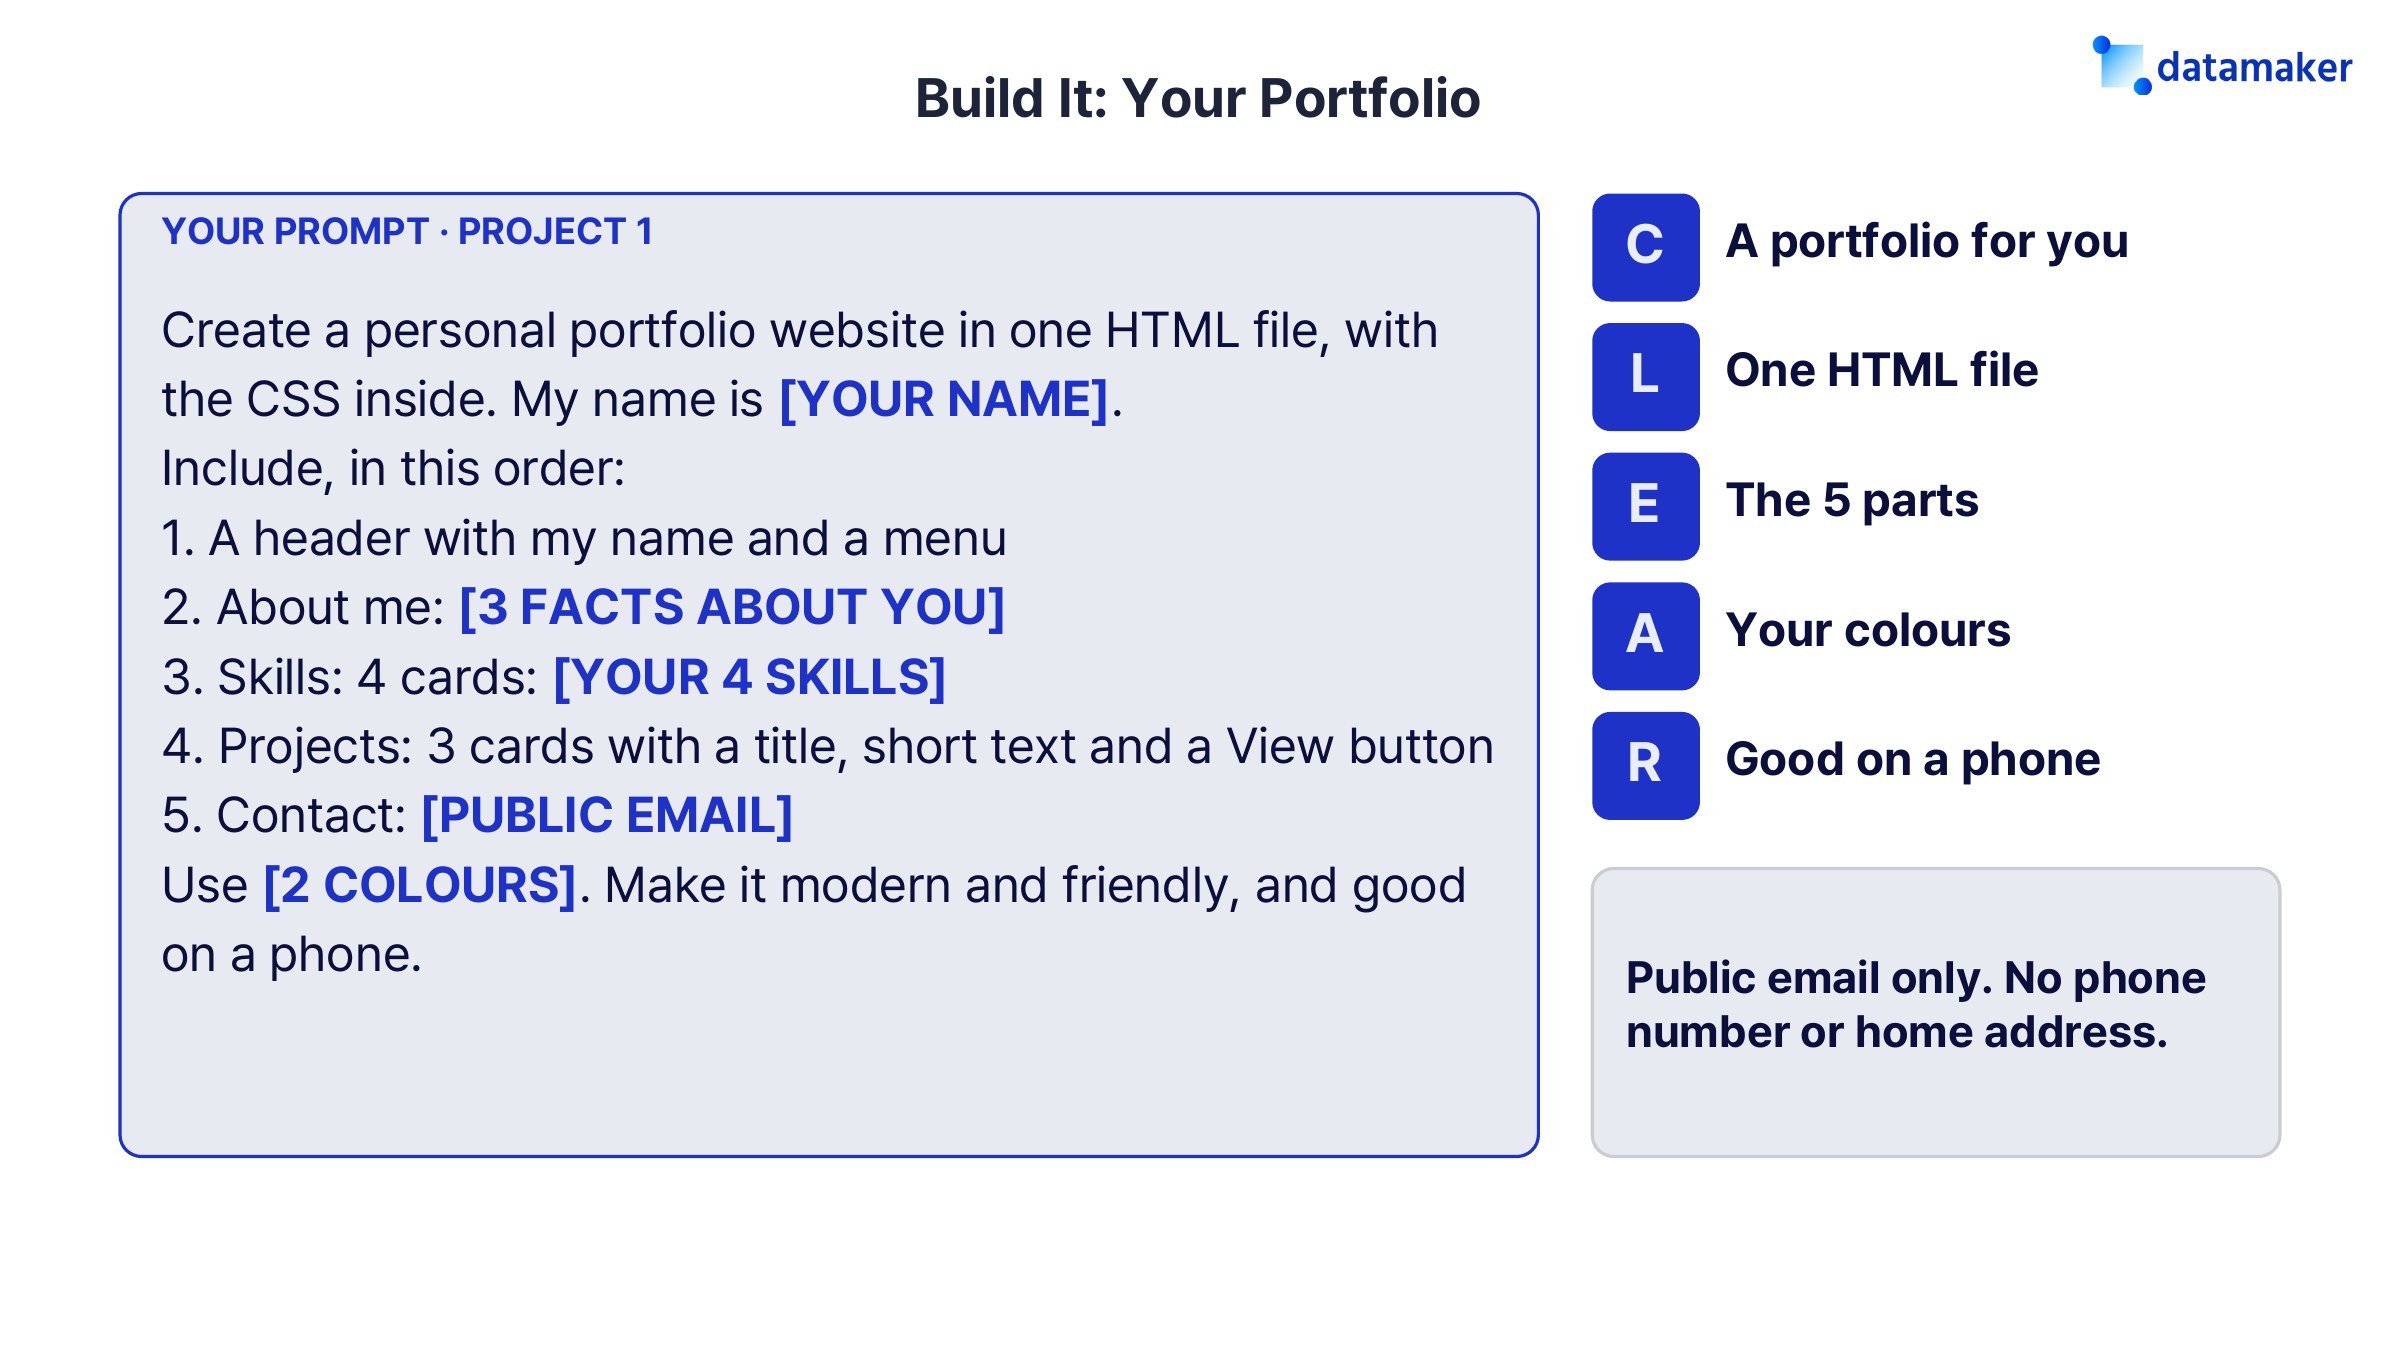 datamaker
Build It: Your Portfolio
YOUR PROMPT · PROJECT 1
Create a personal portfolio website in one HTML file, with
the CSS inside. My name is [YOUR NAME].
Include, in this order:
1. A header with my name and a menu
2. About me: [3 FACTS ABOUT YOU]
3. Skills: 4 cards: [YOUR 4 SKILLS]
4. Projects: 3 cards with a title, short text and a View button
5. Contact: [PUBLIC EMAIL]
Use [2 COLOURS]. Make it modern and friendly, and good
on a phone.
C A portfolio for you
L One HTML file
E The 5 parts
A Your colours
R Good on a phone
Public email only. No phone
number or home address.